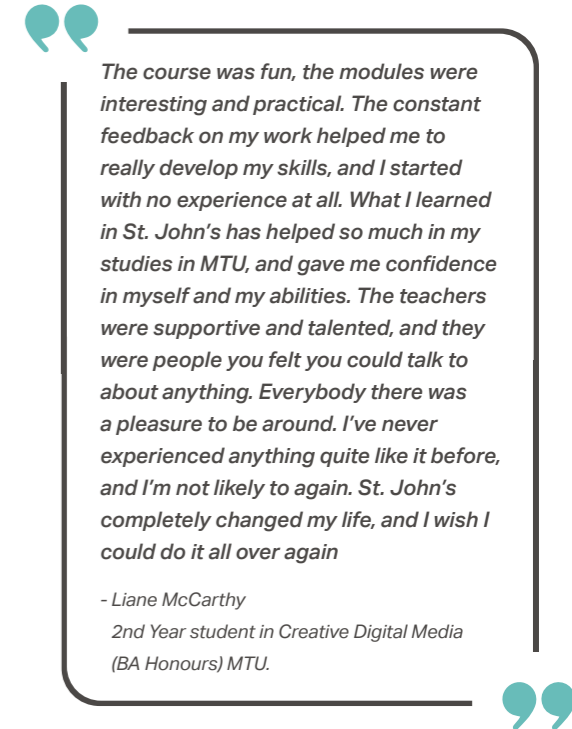 The course was fun, the modules were
interesting and practical. The constant
feedback on my work helped me to
really develop my skills, and I started
with no experience at all. What I learned
in St. John’s has helped so much in my
studies in MTU, and gave me confidence
in myself and my abilities. The teachers
were supportive and talented, and they
were people you felt you could talk to
about anything. Everybody there was
a pleasure to be around. I’ve never
experienced anything quite like it before,
and I’m not likely to again. St. John’s
completely changed my life, and I wish I
could do it all over again
- Liane McCarthy
2nd Year student in Creative Digital Media
(BA Honours) MTU.